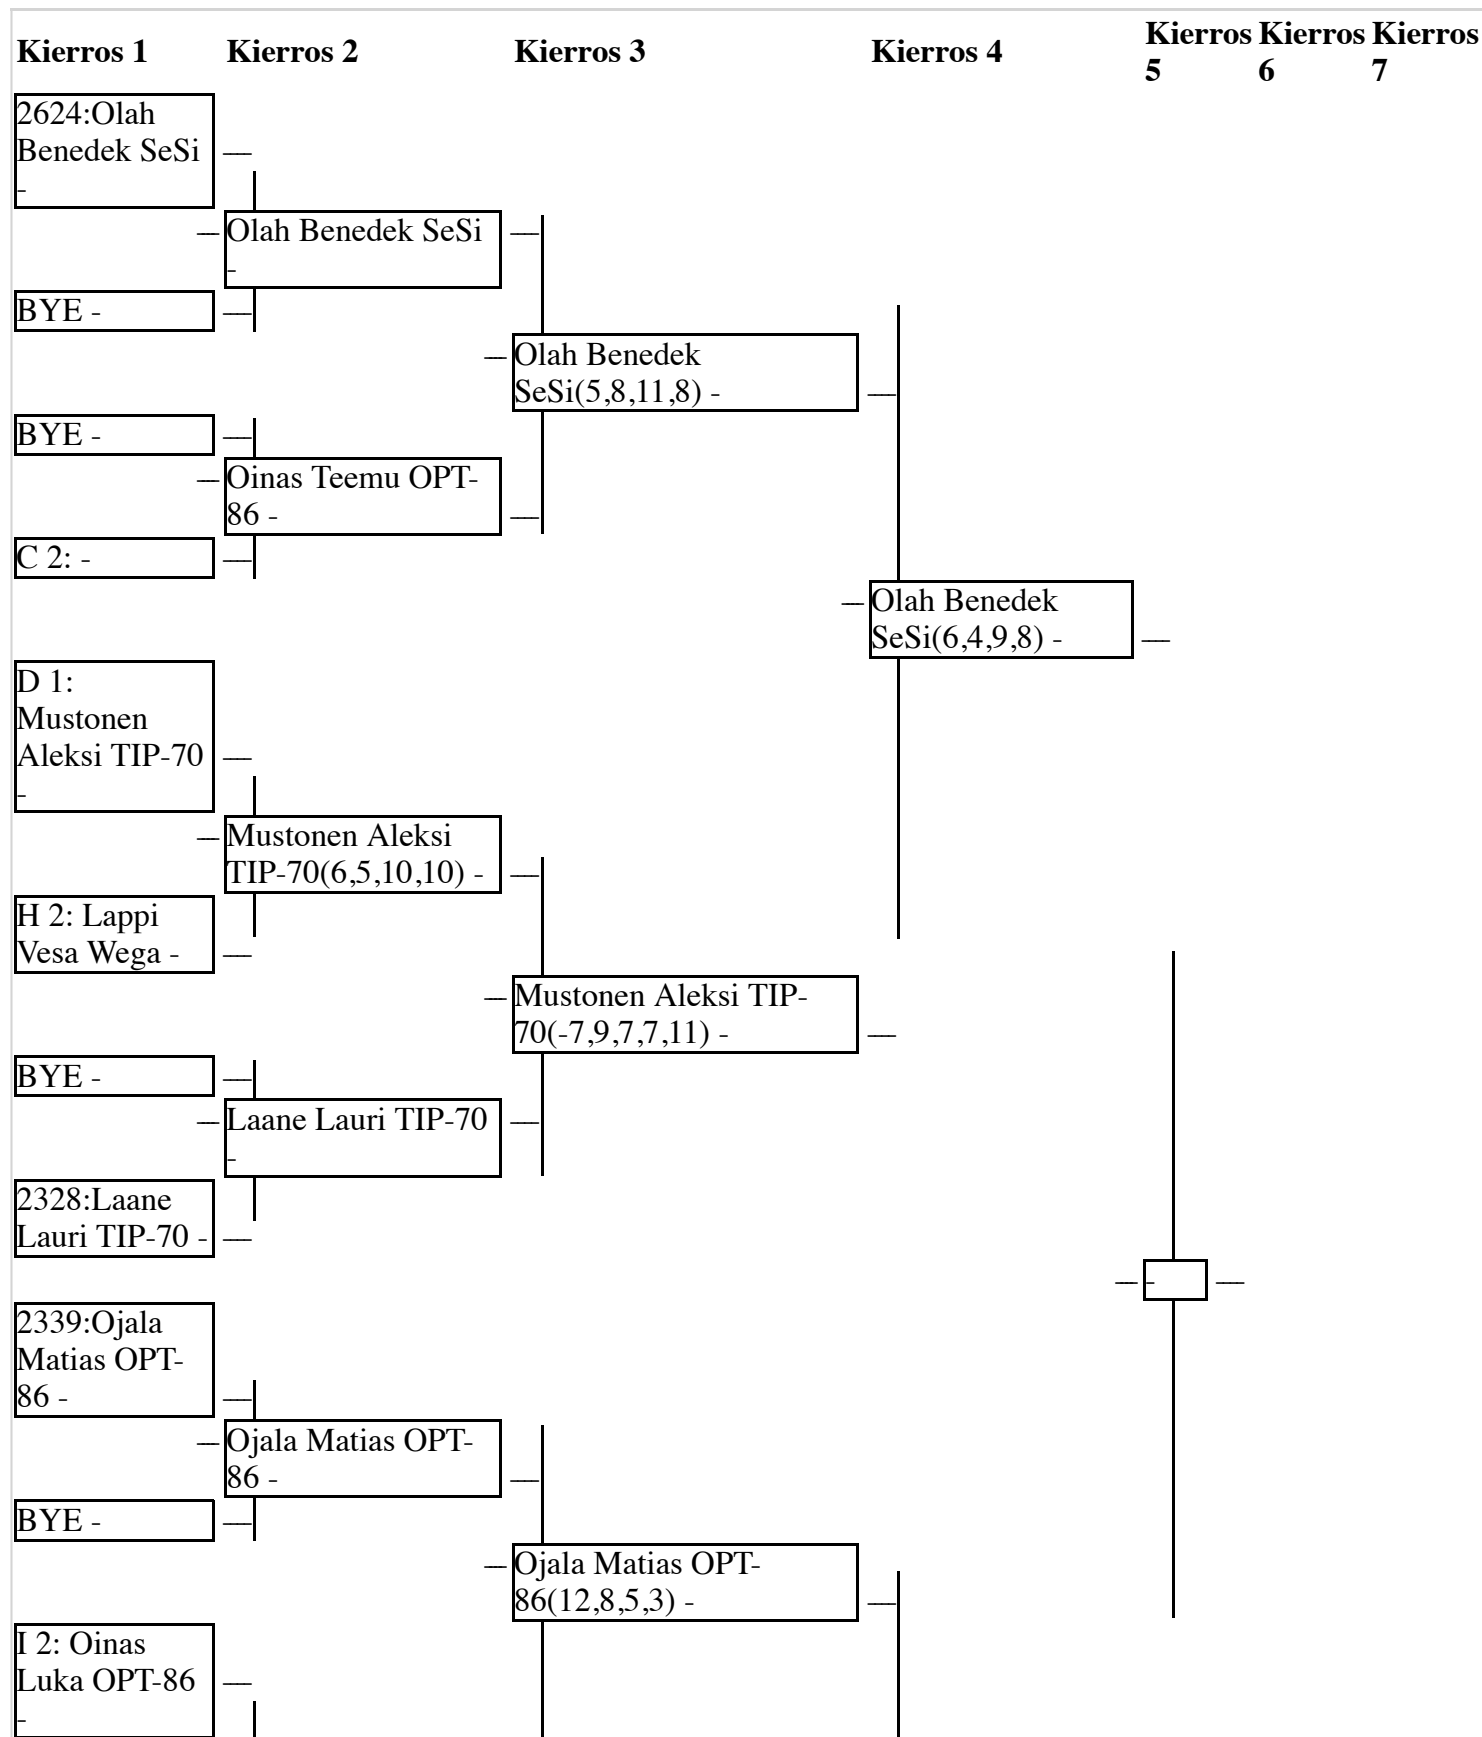 Kierros 1 Kierros 2 Kierros 3 Kierros 4 Kierros 5 Kierros 6 Kierros 7
2624:Olah
Benedek SeSi
-
Olah Benedek SeSi
-
BYE -
Olah Benedek
SeSi(5,8,11,8) -
BYE -
Oinas Teemu OPT-
86 -
C 2: -
Olah Benedek
SeSi(6,4,9,8) -
D 1:
Mustonen
Aleksi TIP-70
-
Mustonen Aleksi
TIP-70(6,5,10,10) -
H 2: Lappi
Vesa Wega -
Mustonen Aleksi TIP-
70(-7,9,7,7,11) -
BYE -
Laane Lauri TIP-70
-
2328:Laane
Lauri TIP-70 -
-
2339:Ojala
Matias OPT-
86 -
Ojala Matias OPT-
86 -
BYE -
Ojala Matias OPT-
86(12,8,5,3) -
I 2: Oinas
Luka OPT-86
-